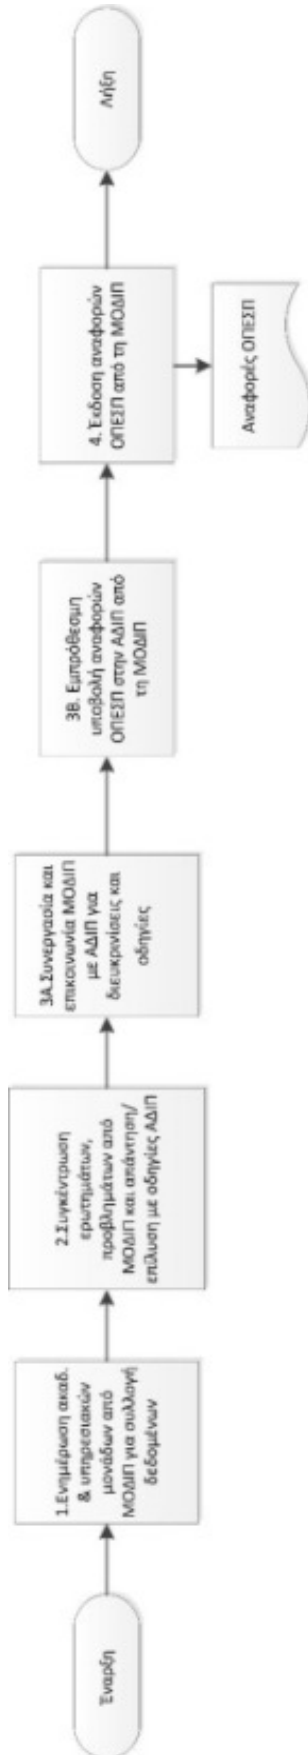 Έναρξη
1.Ενημέρωση ακαδ.
& υπηρεσιακών
μονάδων από
ΜΟΔΙΠ για συλλογή
δεδομένων
2.Συγκέντρωση
ερωτημάτων,
προβλημάτων από
ΜΟΔΙΠ και απάντηση/
επίλυση με οδηγίες ΑΔΙΠ
3Α.Συνεργασία και
επικοινωνία ΜΟΔΙΠ
με ΑΔΙΠ για
διευκρινίσεις και
οδηγίες
3Β. Εμπρόθεσμη
υποβολή αναφορών
ΟΠΕΣΠ στην ΑΔΙΠ από
τη ΜΟΔΙΠ
4. Έκδοση αναφορών
ΟΠΕΣΠ από τη ΜΟΔΙΠ
Αναφορές ΟΠΕΣΠ
Λήξη